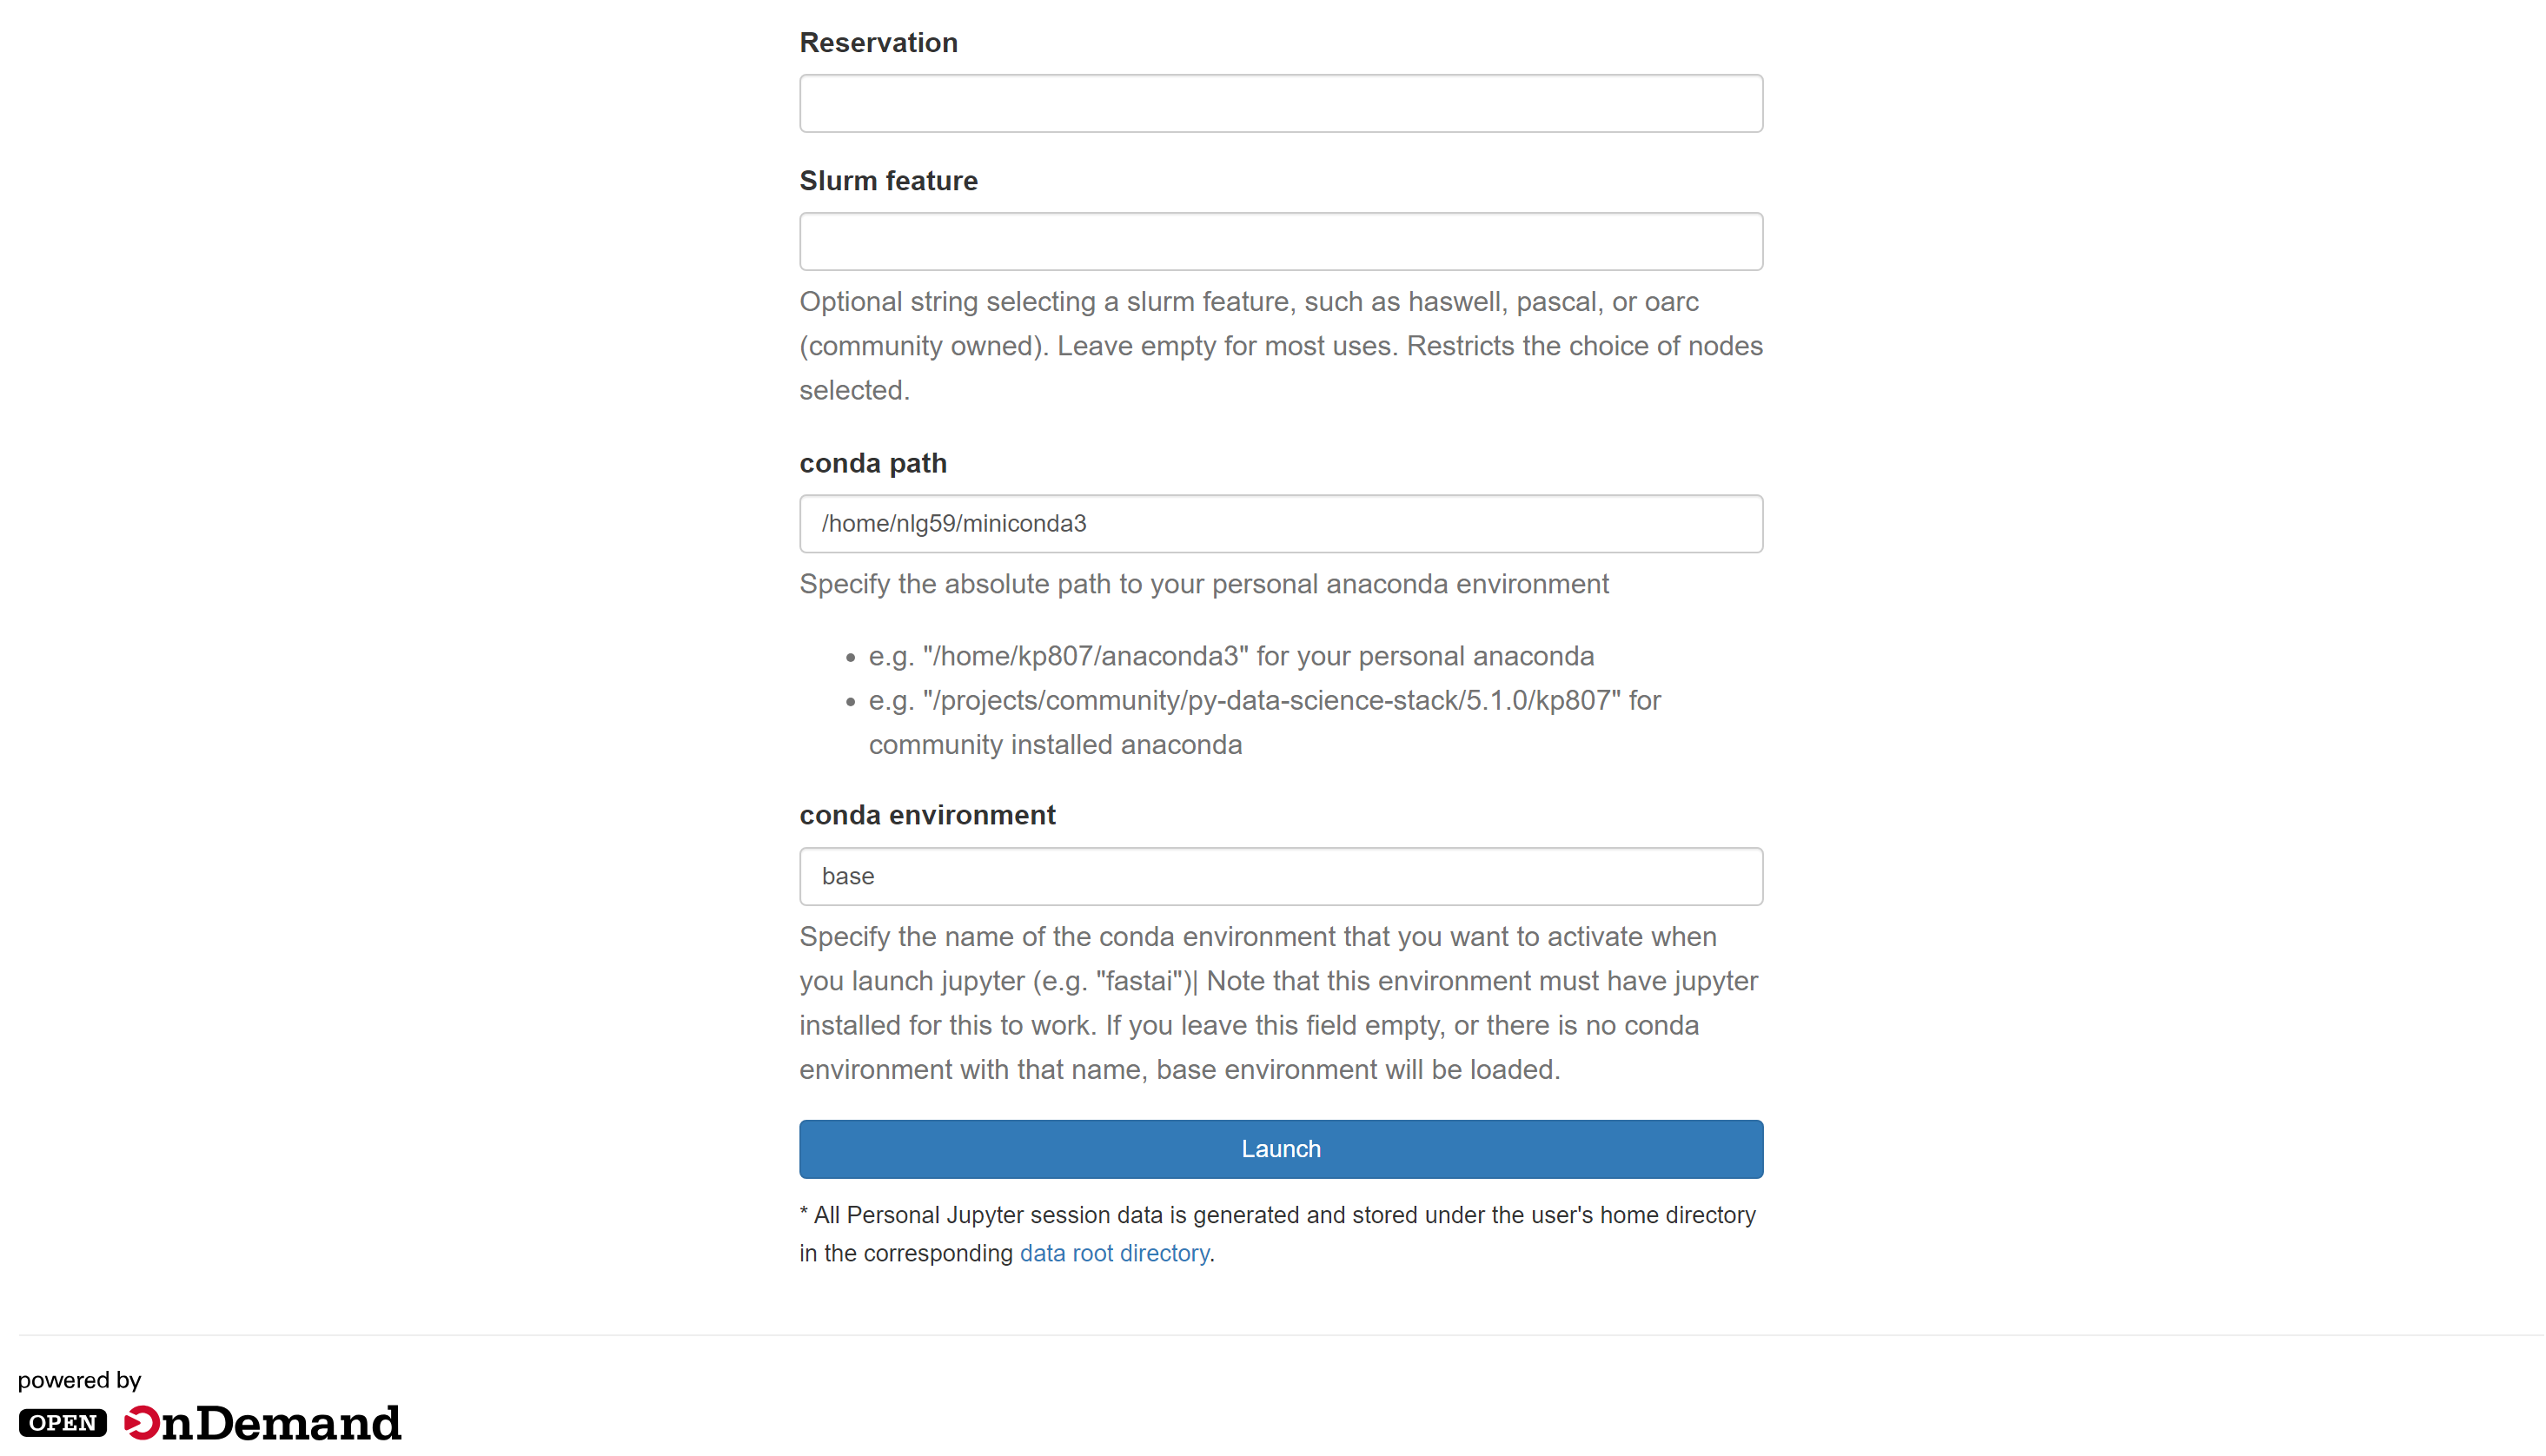 Reservation
Slurm feature
Optional string selecting a slurm feature, such as haswell, pascal, or oarc
(community owned). Leave empty for most uses. Restricts the choice of nodes
selected.
conda path
/home/nlg59/miniconda3
Specify the absolute path to your personal anaconda environment
• e.g. "/home/kp807/anaconda3" for your personal anaconda
• e.g. "/projects/community/py-data-science-stack/5.1.0/kp807" for
community installed anaconda
conda environment
base
Specify the name of the conda environment that you want to activate when
you launch jupyter (e.g. "fastai")| Note that this environment must have jupyter
installed for this to work. If you leave this field empty, or there is no conda
environment with that name, base environment will be loaded.
Launch
* All Personal Jupyter session data is generated and stored under the user's home directory
in the corresponding data root directory.
powered by
OPEN OnDemand